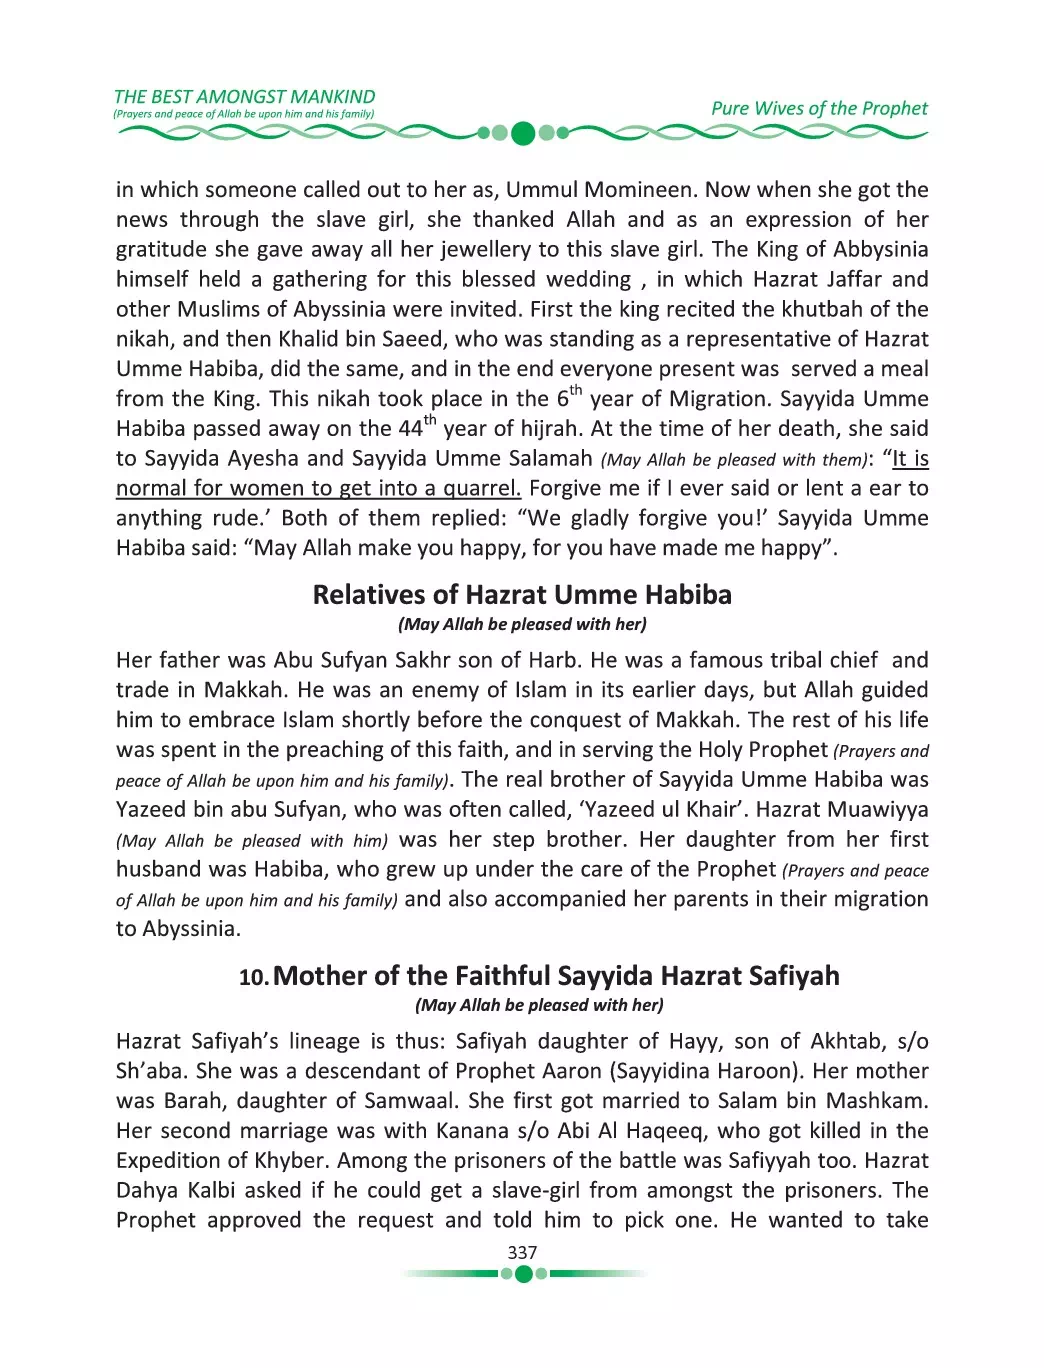 THE BEST AMONGST MANKIND
(Prayers and peace of Allah be upon him and his family)
Pure Wives of the Prophet
in which someone called out to her as, Ummul Momineen. Now when she got the
news through the slave girl, she thanked Allah and as an expression of her
gratitude she gave away all her jewellery to this slave girl. The King of Abbysinia
himself held a gathering for this blessed wedding , in which Hazrat Jaffar and
other Muslims of Abyssinia were invited. First the king recited the khutbah of the
nikah, and then Khalid bin Saeed, who was standing as a representative of Hazrat
Umme Habiba, did the same, and in the end everyone present was served a meal
from the King. This nikah took place in the 6th year of Migration. Sayyida Umme
Habiba passed away on the 44th year of hijrah. At the time of her death, she said
to Sayyida Ayesha and Sayyida Umme Salamah (May Allah be pleased with them): “It is
normal for women to get into a quarrel. Forgive me if I ever said or lent a ear to
anything rude.’ Both of them replied: “We gladly forgive you!’ Sayyida Umme
Habiba said: “May Allah make you happy, for you have made me happy”.
Relatives of Hazrat Umme Habiba
(May Allah be pleased with her)
Her father was Abu Sufyan Sakhr son of Harb. He was a famous tribal chief and
trade in Makkah. He was an enemy of Islam in its earlier days, but Allah guided
him to embrace Islam shortly before the conquest of Makkah. The rest of his life
was spent in the preaching of this faith, and in serving the Holy Prophet (Prayers and
peace of Allah be upon him and his family). The real brother of Sayyida Umme Habiba was
Yazeed bin abu Sufyan, who was often called, ‘Yazeed ul Khair’. Hazrat Muawiyya
(May Allah be pleased with him) was her step brother. Her daughter from her first
husband was Habiba, who grew up under the care of the Prophet (Prayers and peace
of Allah be upon him and his family) and also accompanied her parents in their migration
to Abyssinia.
10. Mother of the Faithful Sayyida Hazrat Safiyah
(May Allah be pleased with her)
Hazrat Safiyah’s lineage is thus: Safiyah daughter of Hayy, son of Akhtab, s/o
Sh’aba. She was a descendant of Prophet Aaron (Sayyidina Haroon). Her mother
was Barah, daughter of Samwaal. She first got married to Salam bin Mashkam.
Her second marriage was with Kanana s/o Abi Al Haqeeq, who got killed in the
Expedition of Khyber. Among the prisoners of the battle was Safiyyah too. Hazrat
Dahya Kalbi asked if he could get a slave-girl from amongst the prisoners. The
Prophet approved the request and told him to pick one. He wanted to take
337